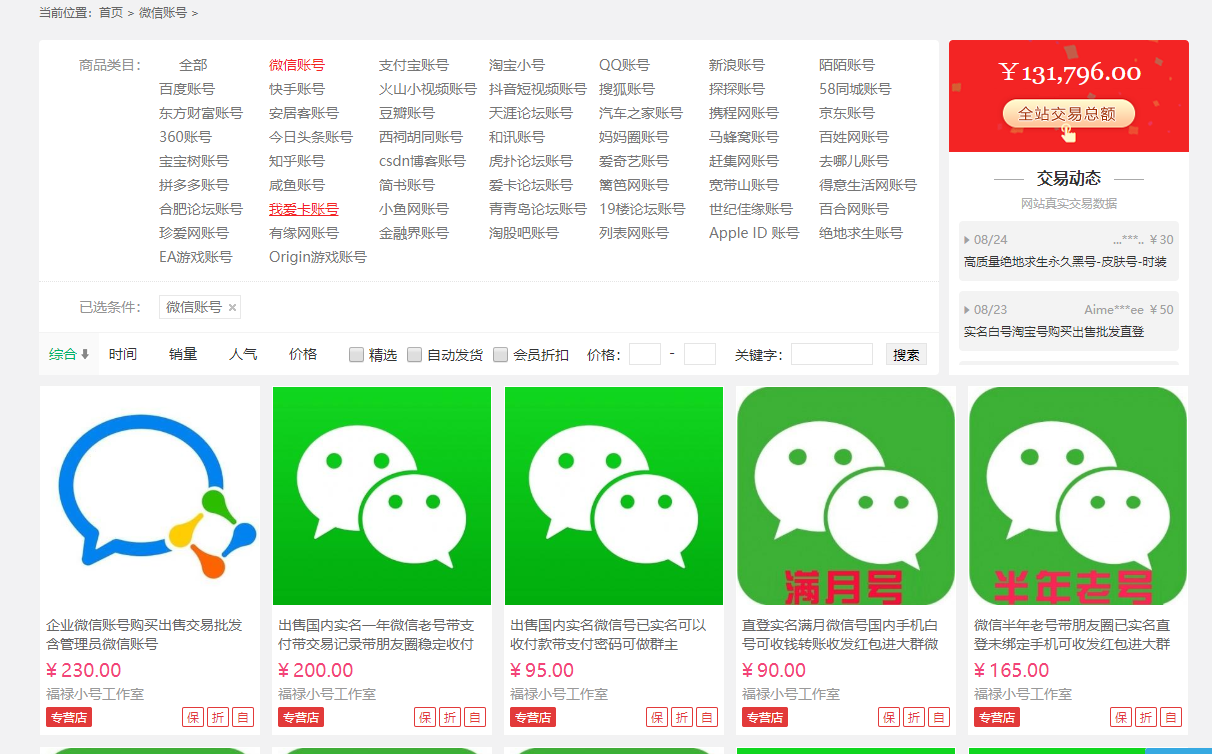 当前位置: 首页 > 微信账号 >
商品类目: 全部 微信账号 支付宝账号 淘宝小号 QQ账号 新浪账号 陌陌账号
百度账号 快手账号 火山小视频账号 抖音短视频账号 搜狐账号 探探账号 58同城账号
东方财富账号 安居客账号 豆瓣账号 天涯论坛账号 汽车之家账号 携程网账号 京东账号
360账号 今日头条账号 西祠胡同账号 和讯账号 妈妈圈账号 马蜂窝账号 百姓网账号
宝宝树账号 知乎账号 csdn博客账号 虎扑论坛账号 爱奇艺账号 赶集网账号 去哪儿账号
拼多多账号 咸鱼账号 简书账号 爱卡论坛账号 篱笆网账号 宽带山账号 得意生活网账号
合肥论坛账号 我爱卡账号 小鱼网账号 青青岛论坛账号 19楼论坛账号 世纪佳缘账号 百合网账号
珍爱网账号 有缘网账号 金融界账号 淘股吧账号 列表网账号 Apple ID 账号 绝地求生账号
EA游戏账号 Origin游戏账号
已选条件: 微信账号 ×
综合 时间 销量 人气 价格 精选 自动发货 会员折扣 价格: - 关键字: 搜索
¥131,796.00
全站交易总额
交易动态
网站真实交易数据
08/24 ...***.. ¥30
高质量绝地求生永久黑号-皮肤号-时装
08/23 Aime***ee ¥50
实名白号淘宝号购买出售批发直登
企业微信账号购买出售交易批发
含管理员微信账号
¥230.00
福禄小号工作室
专营店 保 折 自
出售国内实名一年微信老号带支
付带交易记录带朋友圈稳定收付
¥200.00
福禄小号工作室
专营店 保 折 自
出售国内实名微信号已实名可以
收付款带支付密码可做群主
¥95.00
福禄小号工作室
专营店 保 折 自
满月号
直登实名满月微信号国内手机白
号可收钱转账收发红包进大群微
¥90.00
福禄小号工作室
专营店 保 折 自
半年老号
微信半年老号带朋友圈已实名直
登未绑定手机可收发红包进大群
¥165.00
福禄小号工作室
专营店 保 折 自